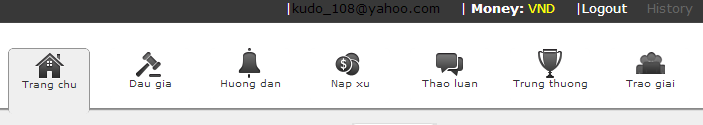 |kudo_108@yahoo.com | Money: VND |Logout History
Trang chu Dau gia Huong dan Nap xu Thao luan Trung thuong Trao giai